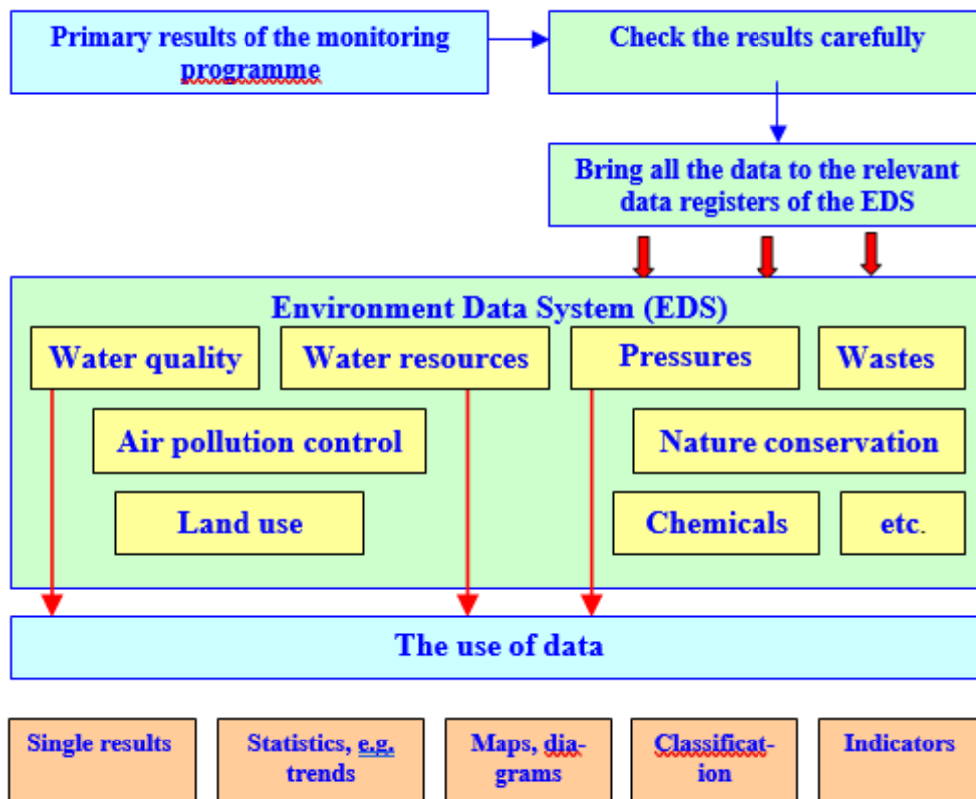 Primary results of the monitoring
programme
Check the results carefully
Bring all the data to the relevant
data registers of the EDS
Environment Data System (EDS)
Water quality
Water resources
Pressures
Wastes
Air pollution control
Nature conservation
Land use
Chemicals
etc.
The use of data
Single results
Statistics, e.g.
trends
Maps, dia-
grams
Classificat-
ion
Indicators